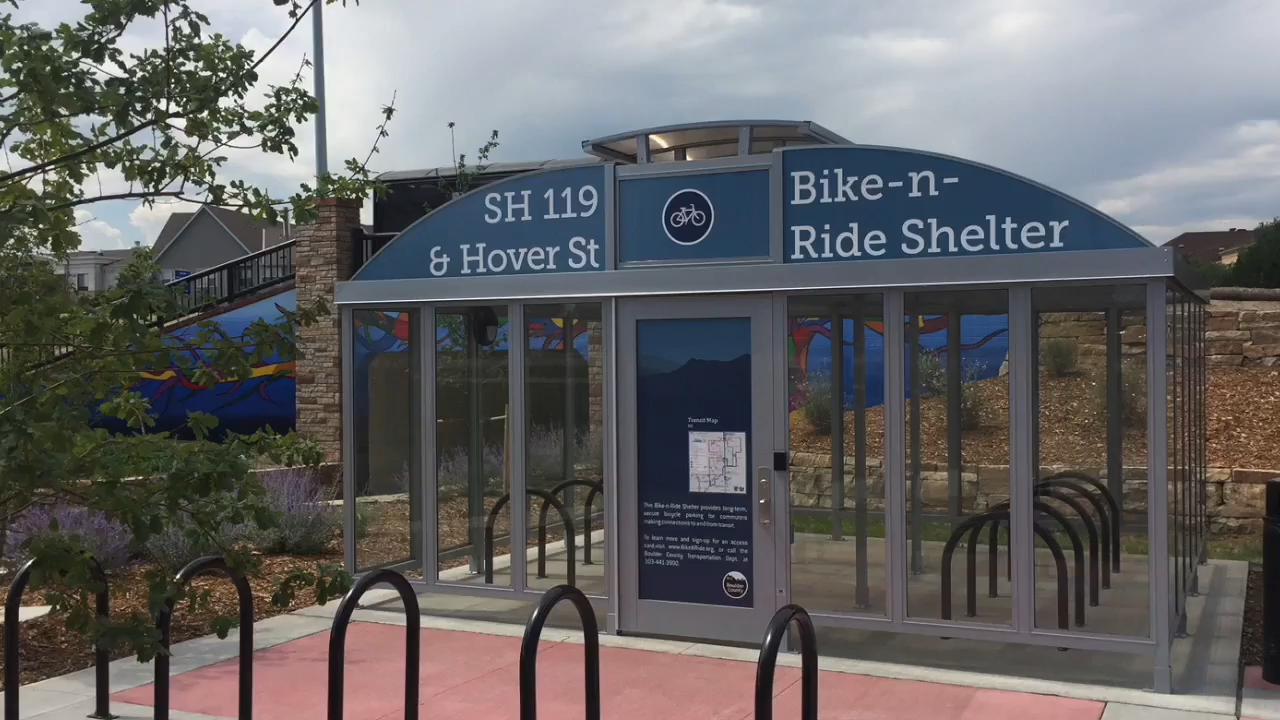 SH 119
& Hover St
Bike-n-
Ride Shelter
Transit Map
This Bike-n-Ride Shelter provides long-term,
secure bicycle parking for commuters
making connections to and from transit.
To learn more and sign-up for an access
card visit, www.BikeNRide.org, or call the
Boulder County Transportation Dept. at
303-441-3900.
Boulder
County